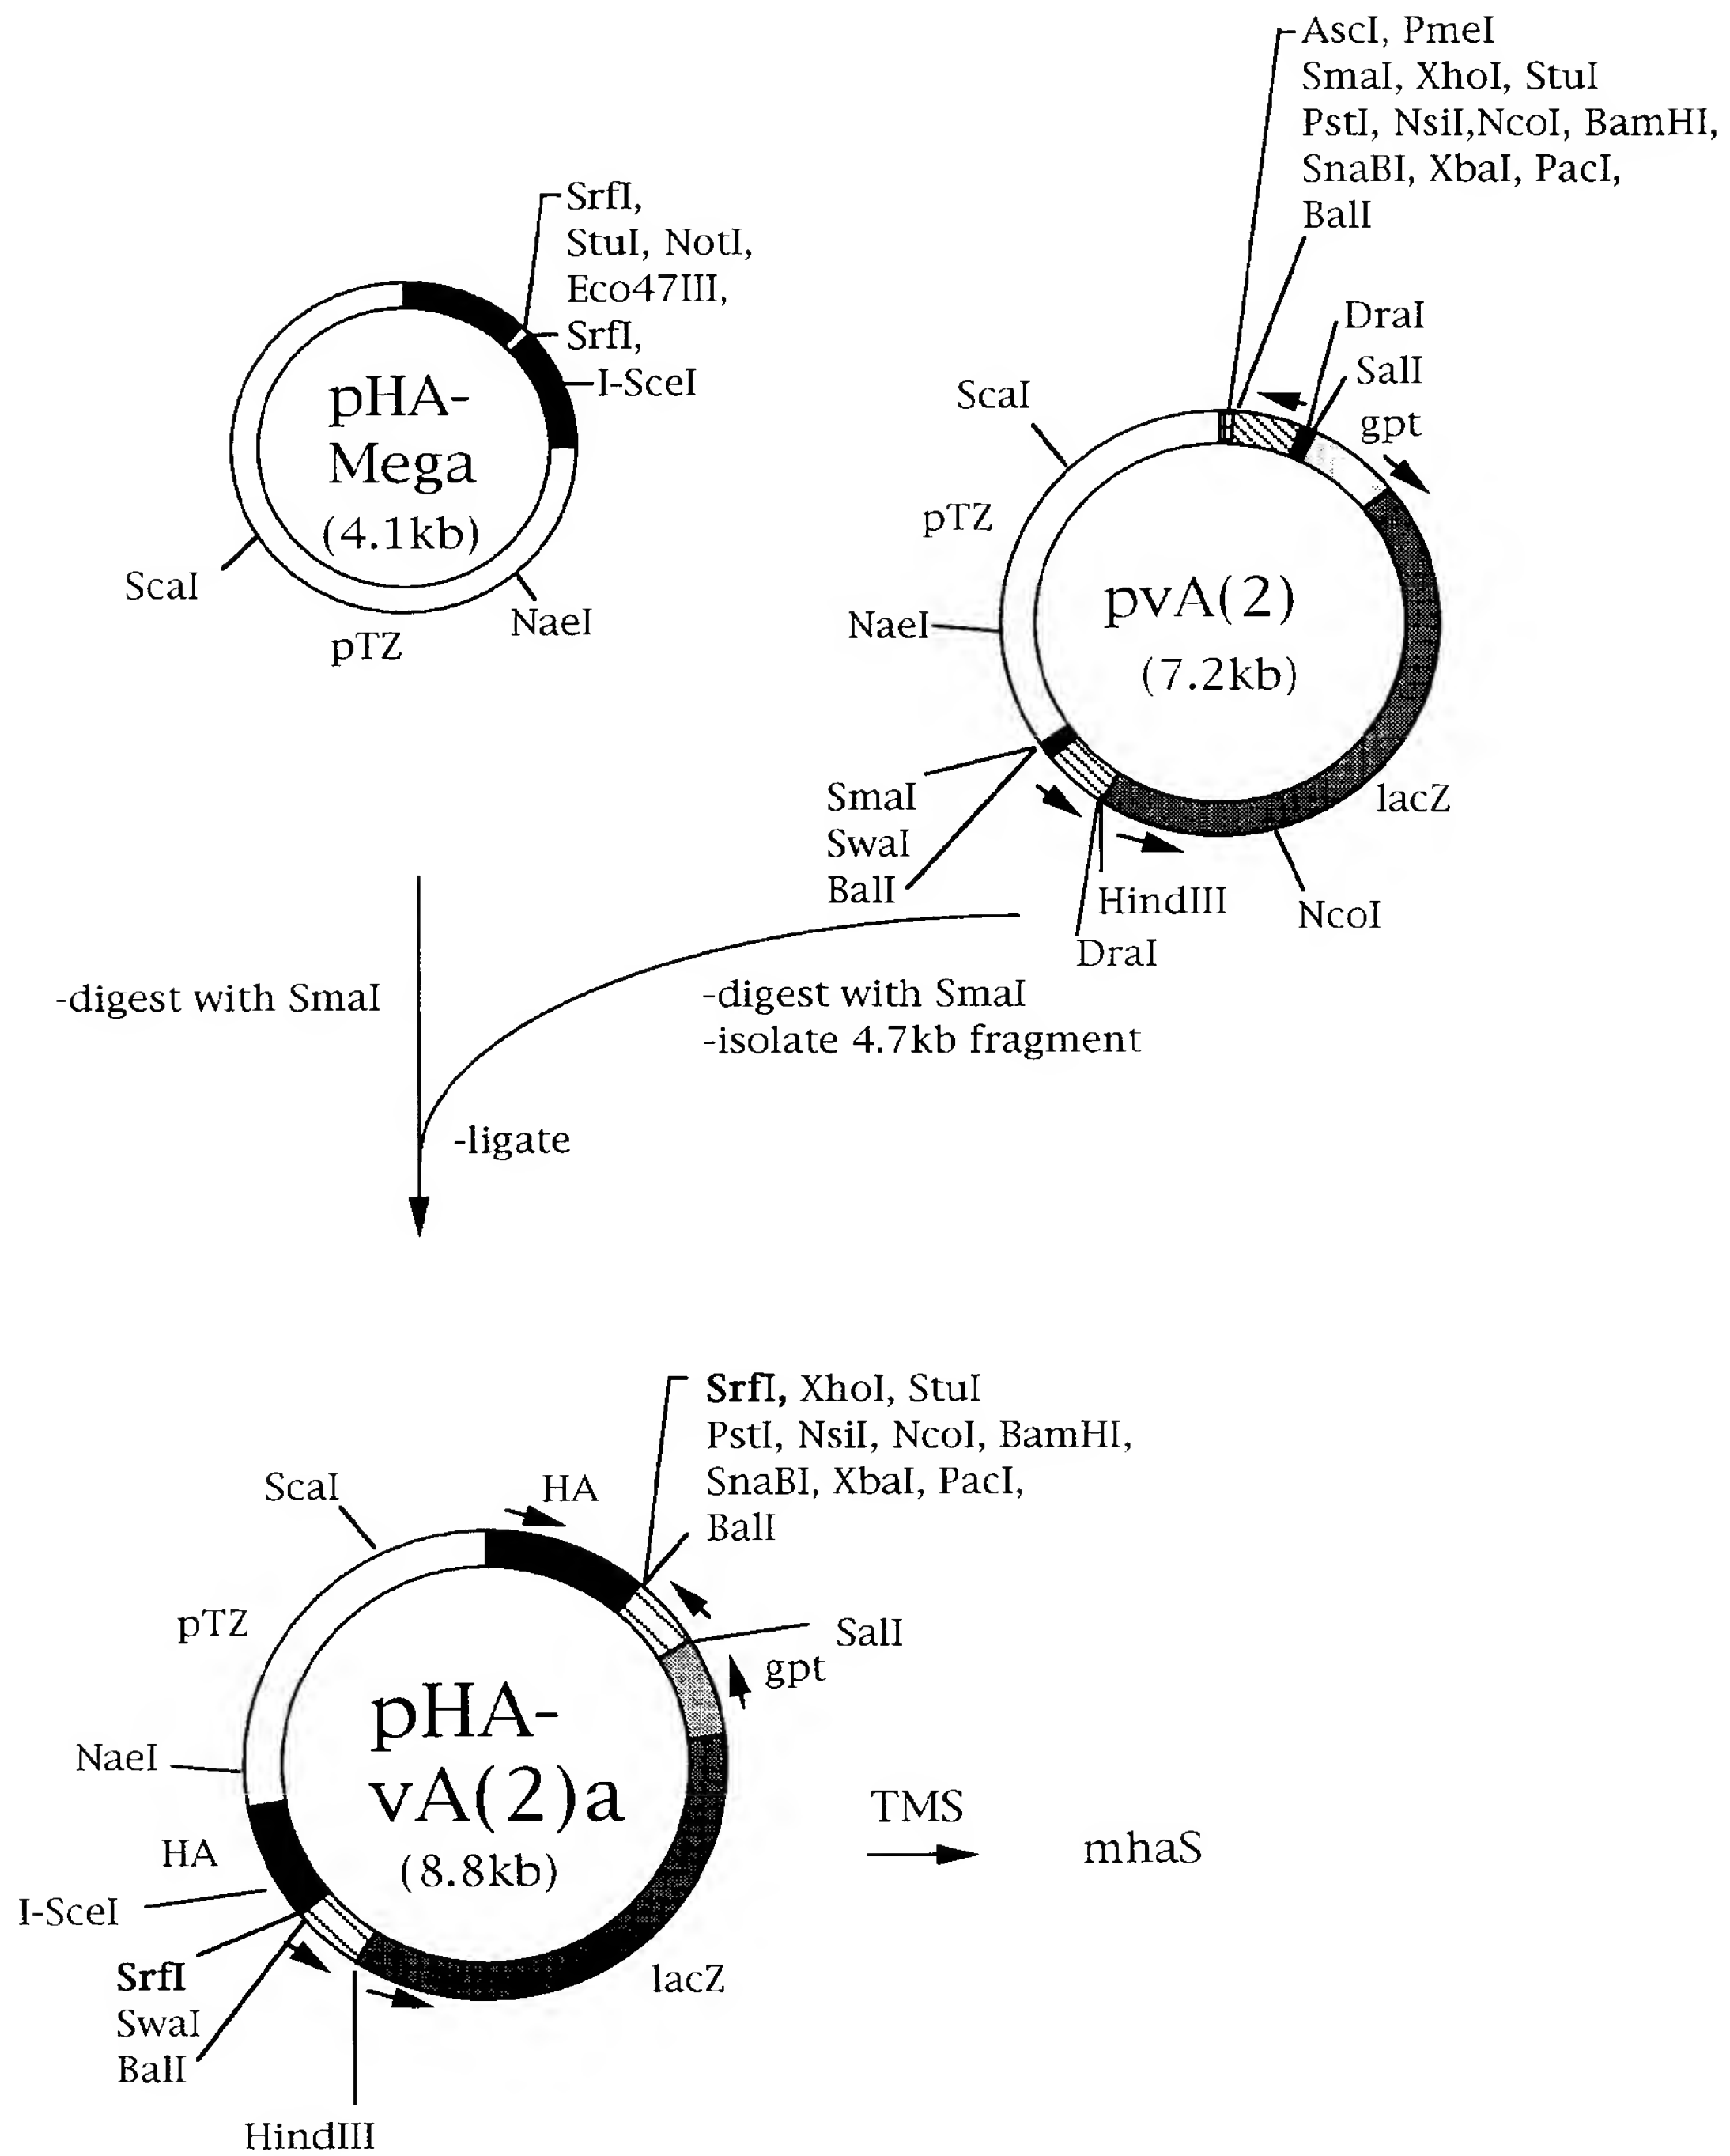 AscI, PmeI
SmaI, XhoI, StuI
PstI, NsiI,NcoI, BamHI,
SnaBI, XbaI, PacI,
BalI
SrfI,
StuI, NotI,
Eco47III,
SrfI,
I-SceI
pHA-
Mega
(4.1kb)
ScaI
NaeI
pTZ
DraI
SalI
gpt
ScaI
pTZ
NaeI
pvA(2)
(7.2kb)
SmaI
SwaI
BalI
lacZ
HindIII
NcoI
DraI
-digest with SmaI
-digest with SmaI
-isolate 4.7kb fragment
-ligate
SrfI, XhoI, StuI
PstI, NsiI, NcoI, BamHI,
SnaBI, XbaI, PacI,
BalI
ScaI
HA
pTZ
SalI
gpt
pHA-
vA(2)a
(8.8kb)
NaeI
HA
I-SceI
SrfI
SwaI
BalI
HindIII
lacZ
TMS
mhaS